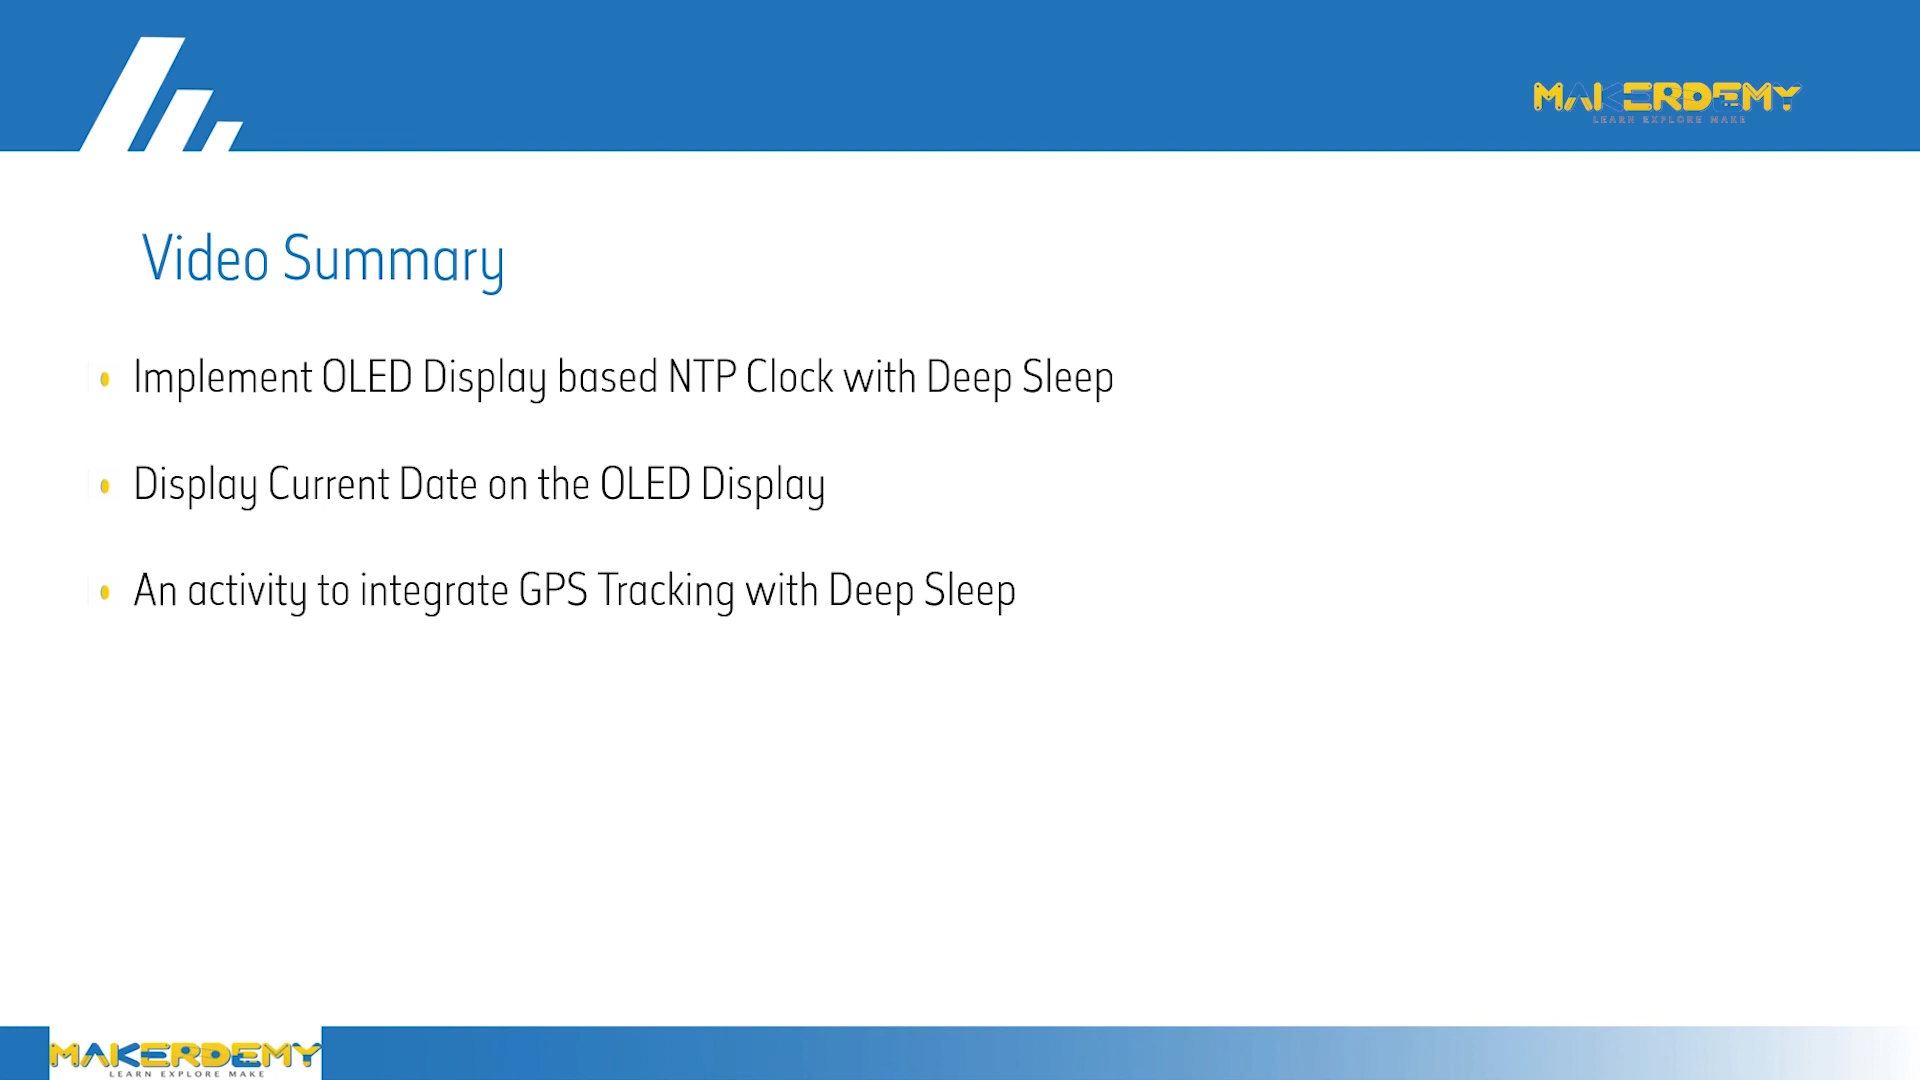 MAKERDEMY
LEARN EXPLORE MAKE
Video Summary
• Implement OLED Display based NTP Clock with Deep Sleep
• Display Current Date on the OLED Display
• An activity to integrate GPS Tracking with Deep Sleep
MAKERDEMY
LEARN EXPLORE MAKE